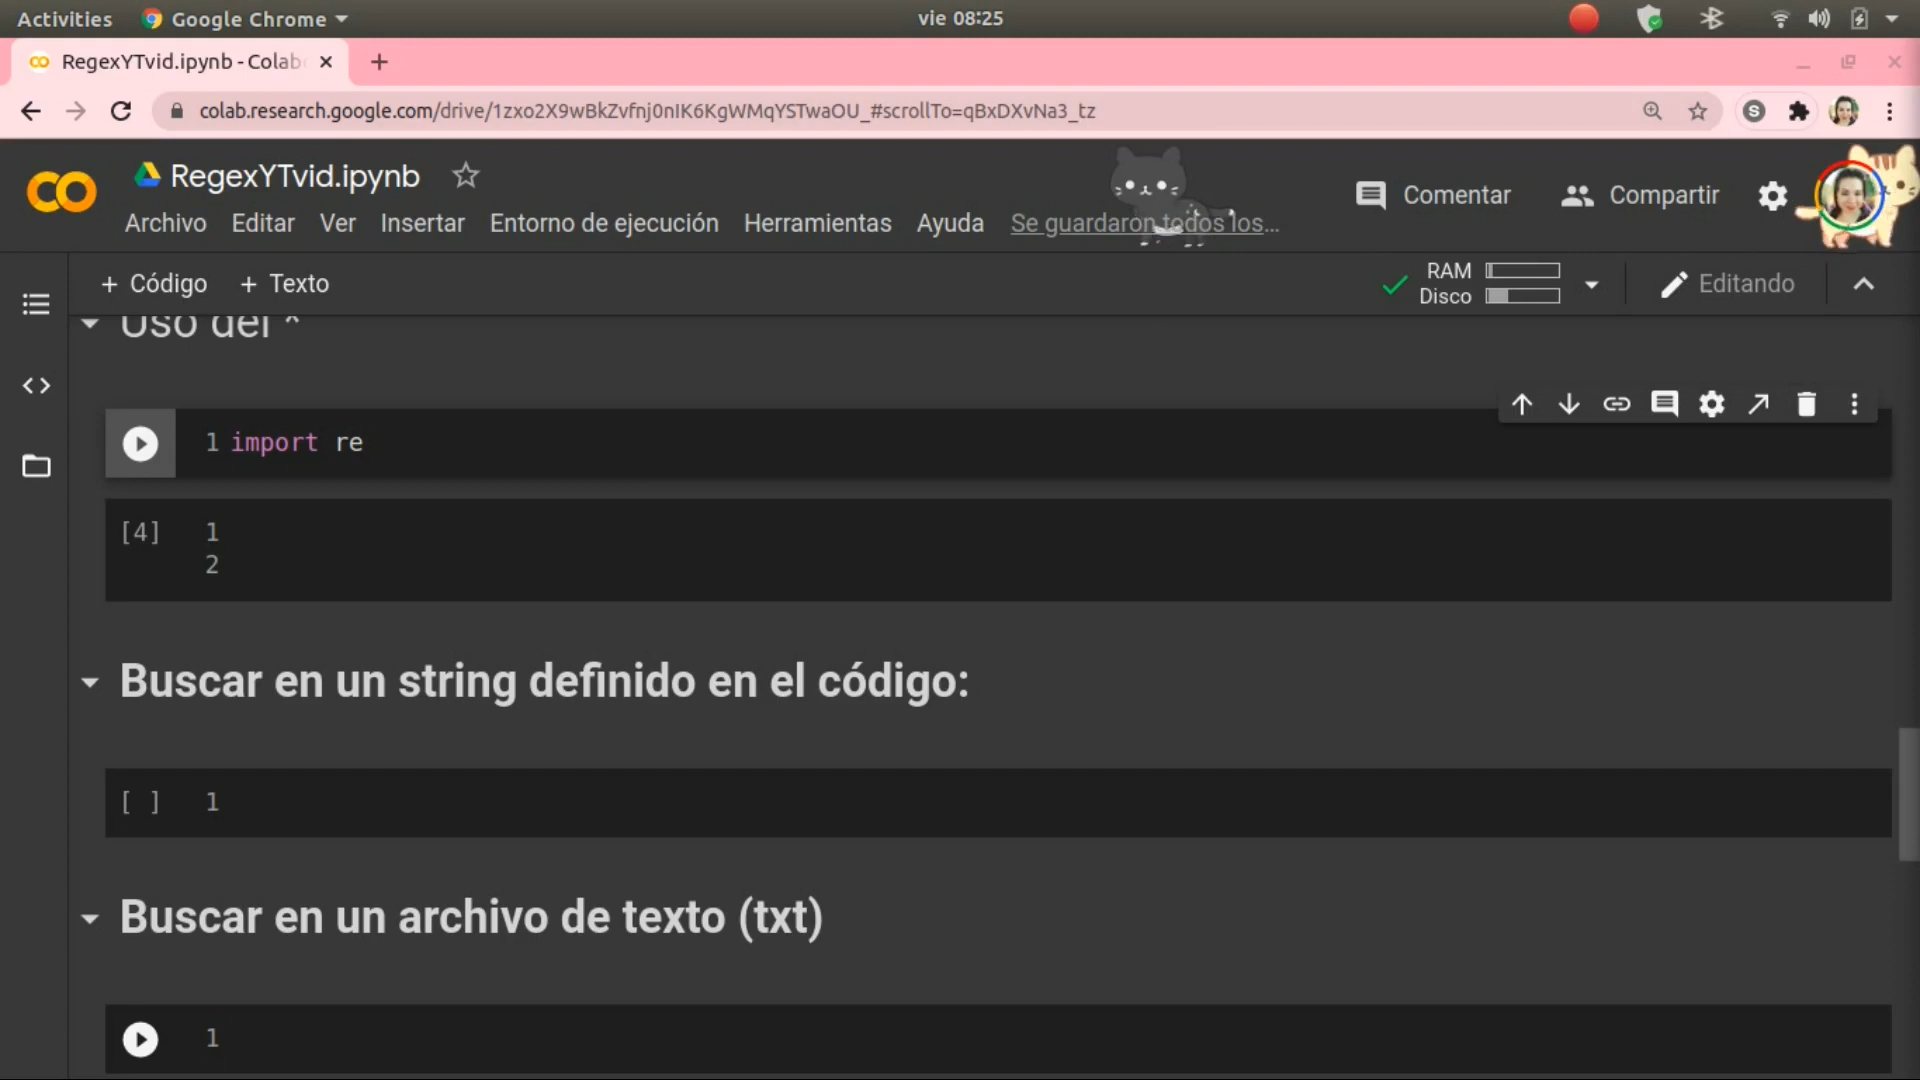 Activities Google Chrome vie 08:25
RegexYTvid.ipynb - Colab
colab.research.google.com/drive/1zxo2X9wBkZvfnj0nIK6KgWMqYSTwaOU_#scrollTo=qBxDXvNa3_tz
S
RegexYTvid.ipynb
Comentar Compartir
Archivo Editar Ver Insertar Entorno de ejecución Herramientas Ayuda Se guardaron todos los...
+ Código + Texto
RAM
Disco
Editando
Uso del ^
1 import re
[4] 1
2
Buscar en un string definido en el código:
[ ] 1
Buscar en un archivo de texto (txt)
1